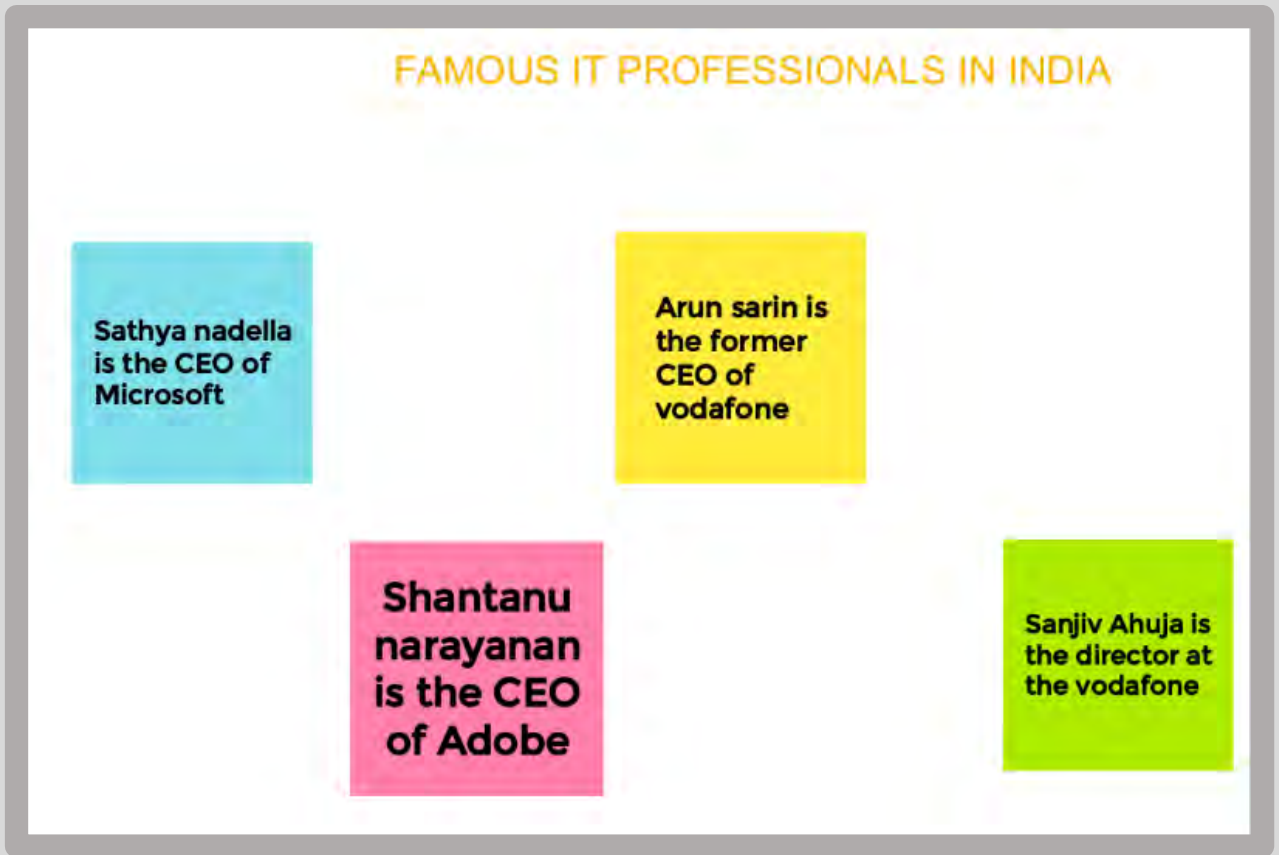 FAMOUS IT PROFESSIONALS IN INDIA
Sathya nadella
is the CEO of
Microsoft
Arun sarin is
the former
CEO of
vodafone
Shantanu
narayanan
is the CEO
of Adobe
Sanjiv Ahuja is
the director at
the vodafone